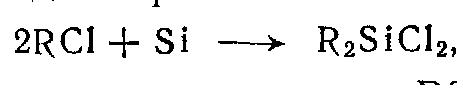 2RCl + Si ⟶ R₂SiCl₂,